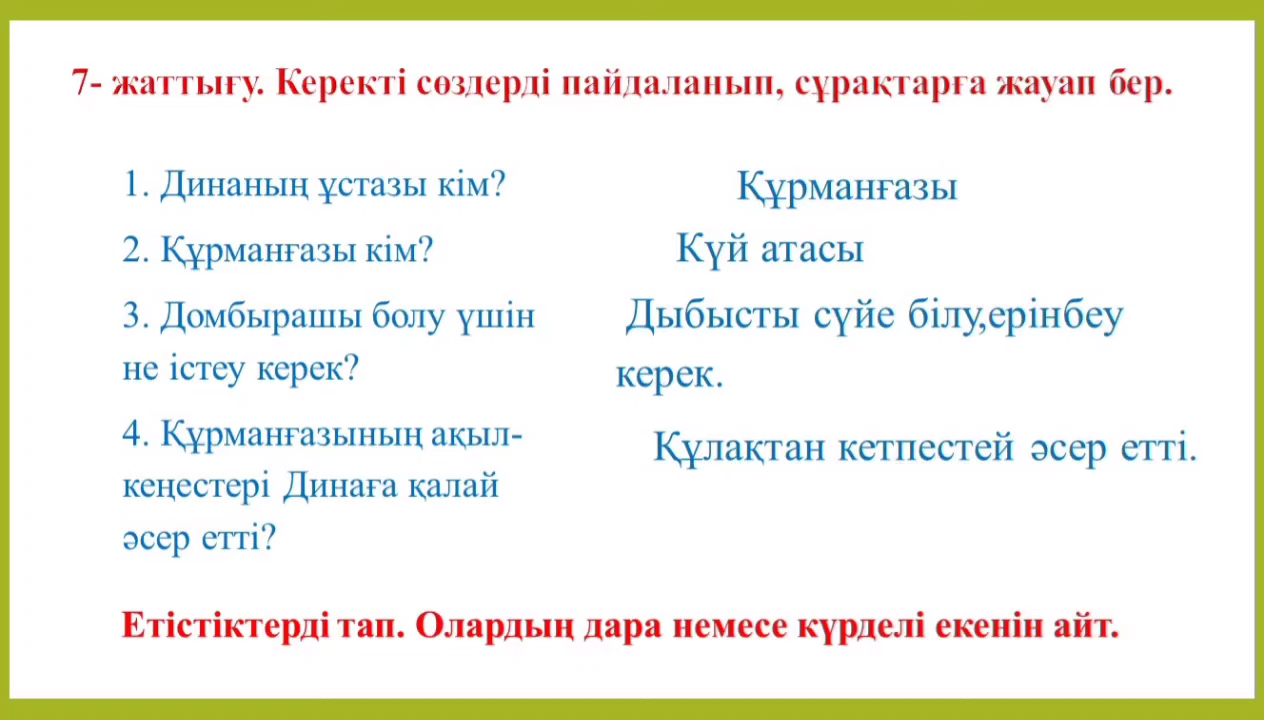 7- жаттығу. Керекті сөздерді пайдаланып, сұрақтарға жауап бер.
1. Динаның ұстазы кім?
Құрманғазы
2. Құрманғазы кім?
Күй атасы
3. Домбырашы болу үшін
не істеу керек?
Дыбысты сүйе білу,ерінбеу
керек.
4. Құрманғазының ақыл-
кеңестері Динаға қалай
әсер етті?
Құлақтан кетпестей әсер етті.
Етістіктерді тап. Олардың дара немесе күрделі екенін айт.